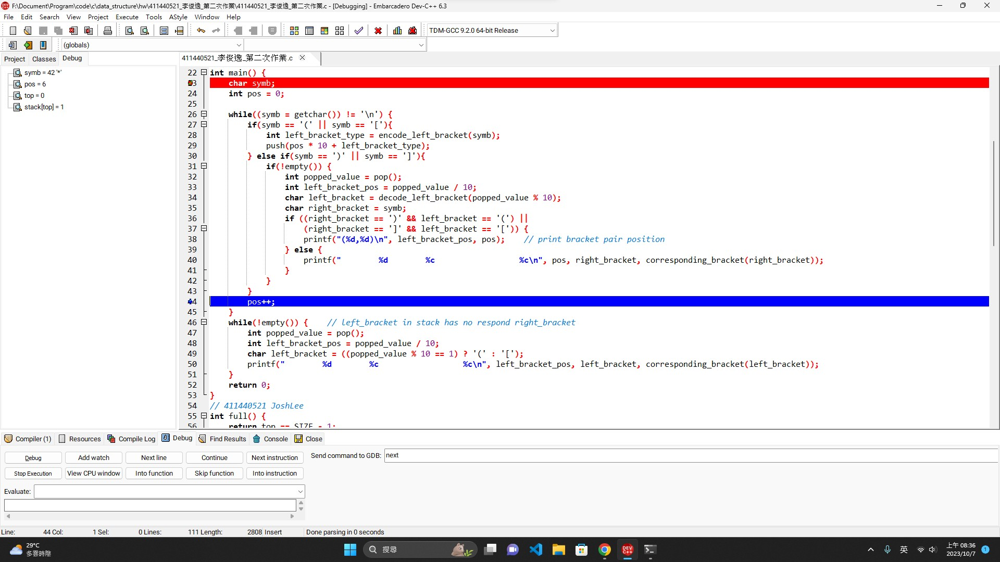 F:\Document\Program\code\c\data_structure\hw\411440521_李俊逸_第二次作業\411440521_李俊逸_第二次作業.c - [Debugging] - Embarcadero Dev-C++ 6.3
File Edit Search View Project Execute Tools AStyle Window Help
TDM-GCC 9.2.0 64-bit Release
(globals)
Project Classes Debug
411440521_李俊逸_第二次作業.c
symb = 42 '*'
pos = 6
top = 0
stack[top] = 1
22 int main() {
23 char symb;
24 int pos = 0;
25
26 while((symb = getchar()) != '\n') {
27 if(symb == '(' || symb == '['){
28 int left_bracket_type = encode_left_bracket(symb);
29 push(pos * 10 + left_bracket_type);
30 } else if(symb == ')' || symb == ']'){
31 if(!empty()) {
32 int popped_value = pop();
33 int left_bracket_pos = popped_value / 10;
34 char left_bracket = decode_left_bracket(popped_value % 10);
35 char right_bracket = symb;
36 if ((right_bracket == ')' && left_bracket == '(') ||
37 (right_bracket == ']' && left_bracket == '[')) {
38 printf("(%d,%d)\n", left_bracket_pos, pos); // print bracket pair position
39 } else {
40 printf(" %d %c %c\n", pos, right_bracket, corresponding_bracket(right_bracket));
41 }
42 }
43 }
44 pos++;
45 }
46 while(!empty()) { // left_bracket in stack has no respond right_bracket
47 int popped_value = pop();
48 int left_bracket_pos = popped_value / 10;
49 char left_bracket = ((popped_value % 10 == 1) ? '(' : '[');
50 printf(" %d %c %c\n", left_bracket_pos, left_bracket, corresponding_bracket(left_bracket));
51 }
52 return 0;
53 }
54 // 411440521 JoshLee
55 int full() {
56 return top == SIZE - 1;
Compiler (1) Resources Compile Log Debug Find Results Console Close
Debug Add watch Next line Continue Next instruction
Send command to GDB: next
Stop Execution View CPU window Into function Skip function Into instruction
Evaluate:
Line: 44 Col: 1 Sel: 0 Lines: 111 Length: 2808 Insert Done parsing in 0 seconds
29°C
多雲時陰
搜尋
DEV C++
英
上午 08:36
2023/10/7
1